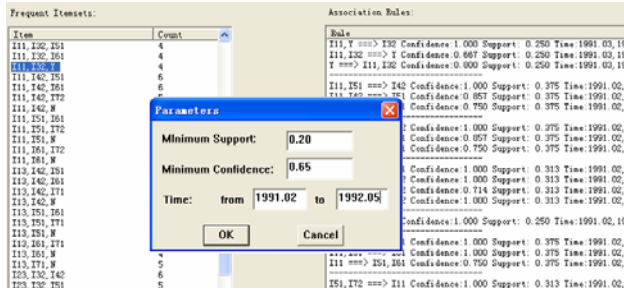 Frequent Itemsets:
Item Count
I11, I32, I51 4
I11, I32, I61 4
I11, I32, Y 4
I11, I42, I51 6
I11, I42, I61 6
I11, I42, I72
I11, I42, N
I11, I51, I61
I11, I51, I72
I11, I51, N
I11, I61, I72
I11, I61, N
I13, I42, I51
I13, I42, I61
I13, I42, I71
I13, I42, N
I13, I51, I61
I13, I51, I71
I13, I51, N
I13, I61, I71
I13, I61, N
I13, I71, N 5
I23, I32, I42 6
I23, I32, I51 5
Association Rules:
Rule
I11, Y ===> I32 Confidence:1.000 Support: 0.250 Time:1991.03, 19
I11, I32 ===> Y Confidence:0.667 Support: 0.250 Time:1991.03, 19
Y ===> I11, I32 Confidence:0.800 Support: 0.250 Time:1991.03, 19
I11, I51 ===> I42 Confidence:1.000 Support: 0.375 Time:1991.02,
I11, I42 ===> I51 Confidence:0.857 Support: 0.375 Time:1991.02,
Confidence:0.750 Support: 0.375 Time:1991.02,
Confidence:1.000 Support: 0.375 Time:1991.02,
Confidence:0.857 Support: 0.375 Time:1991.02,
Confidence:0.750 Support: 0.375 Time:1991.02,
Confidence:1.000 Support: 0.313 Time:1991.02,
Confidence:1.000 Support: 0.313 Time:1991.02,
Confidence:0.714 Support: 0.313 Time:1991.02,
Confidence:1.000 Support: 0.313 Time:1991.02,
Confidence:1.000 Support: 0.250 Time:1991.02, 19
Confidence:1.000 Support: 0.375 Time:1991.02,
Confidence:1.000 Support: 0.375 Time:1991.02,
I11 ===> I51, I61 Confidence:0.750 Support: 0.375 Time:1991.02,
I51, I72 ===> I11 Confidence:1.000 Support: 0.313 Time:1991.02,
Parameters
MInimum Support: 0.20
Minimum Confidence: 0.65
Time: from 1991.02 to 1992.05
OK Cancel